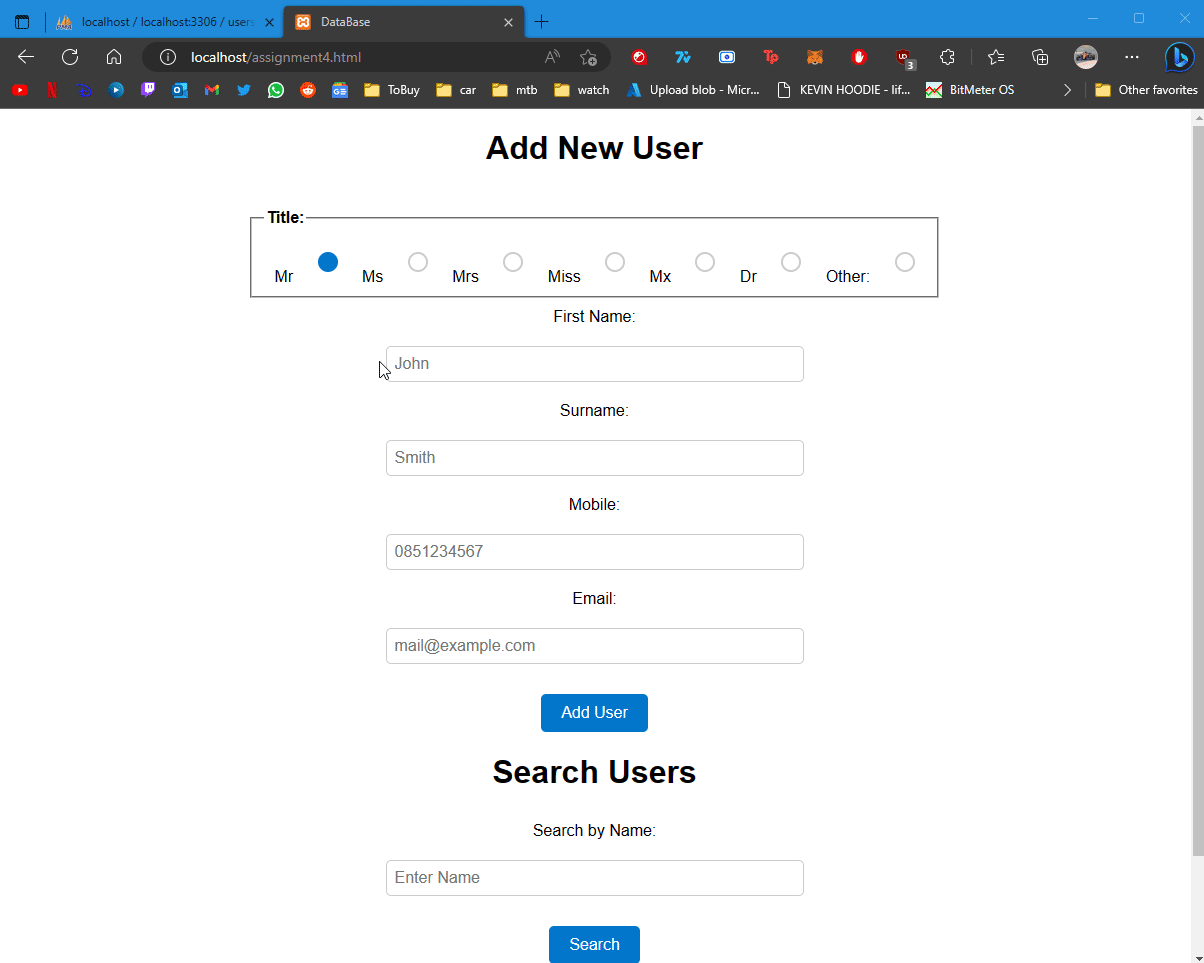 localhost / localhost:3306 / users
DataBase
localhost/assignment4.html
3
ToBuy
car
mtb
watch
Upload blob - Micr...
KEVIN HOODIE - lif...
BitMeter OS
Other favorites
Add New User
Title:
Mr Ms Mrs Miss Mx Dr Other:
First Name:
John
Surname:
Smith
Mobile:
0851234567
Email:
mail@example.com
Add User
Search Users
Search by Name:
Enter Name
Search